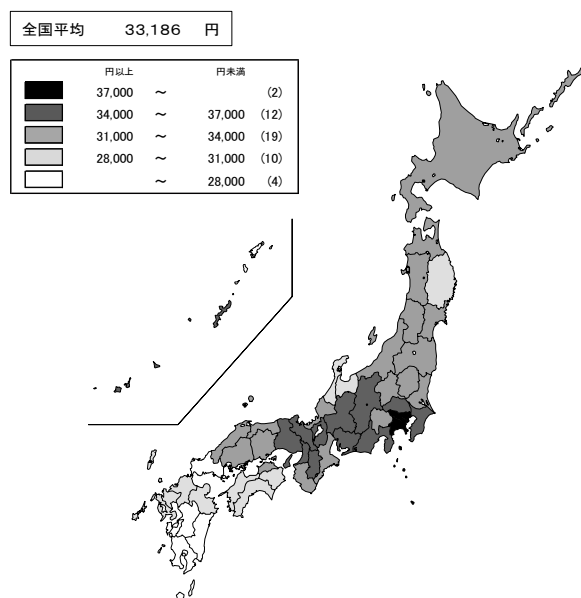 全国平均 33,186 円
円以上 円未満
37,000 ～ (2)
34,000 ～ 37,000 (12)
31,000 ～ 34,000 (19)
28,000 ～ 31,000 (10)
～ 28,000 (4)